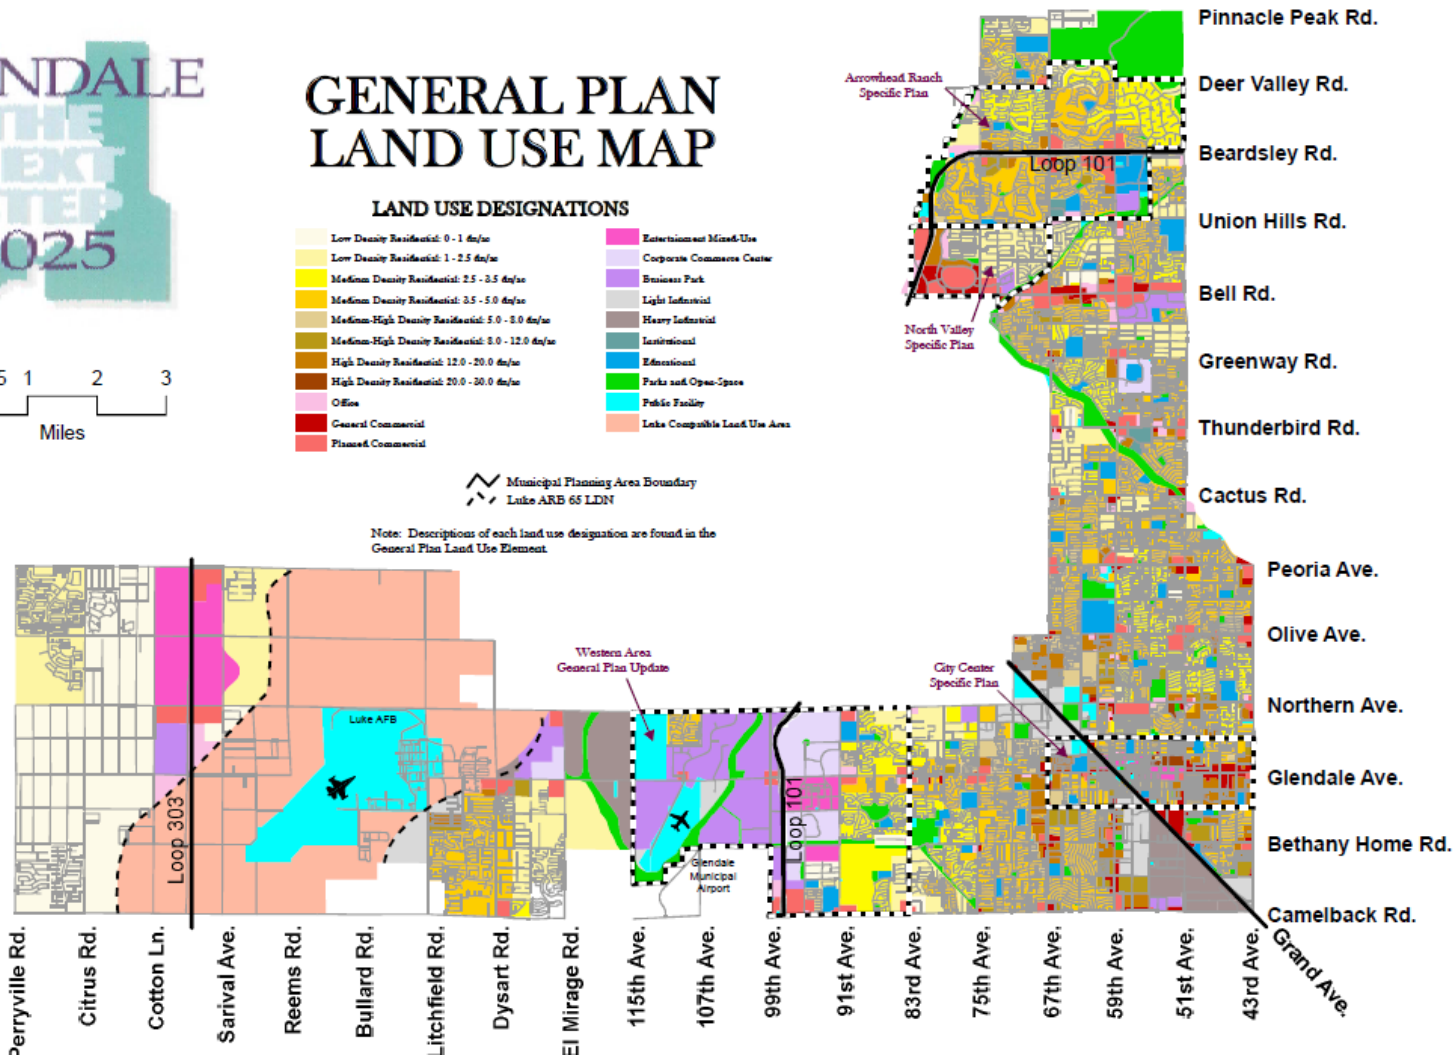 NDALE
THE
EXT
TEP
025
GENERAL PLAN
LAND USE MAP
LAND USE DESIGNATIONS
Low Density Residential: 0 - 1 du/ac
Low Density Residential: 1 - 2.5 du/ac
Medium Density Residential: 2.5 - 3.5 du/ac
Medium Density Residential: 3.5 - 5.0 du/ac
Medium-High Density Residential: 5.0 - 8.0 du/ac
Medium-High Density Residential: 8.0 - 12.0 du/ac
High Density Residential: 12.0 - 20.0 du/ac
High Density Residential: 20.0 - 30.0 du/ac
Office
General Commercial
Planned Commercial
Entertainment Mixed-Use
Corporate Commerce Center
Business Park
Light Industrial
Heavy Industrial
Institutional
Educational
Parks and Open-Space
Public Facility
Luke Compatible Land Use Area
5 1 2 3
Miles
Municipal Planning Area Boundary
Luke ARB 65 LDN
Note: Descriptions of each land use designation are found in the
General Plan Land Use Element.
Arrowhead Ranch
Specific Plan
Loop 101
North Valley
Specific Plan
Western Area
General Plan Update
City Center
Specific Plan
Luke AFB
Loop 303
Loop 101
Glendale
Municipal
Airport
Pinnacle Peak Rd.
Deer Valley Rd.
Beardsley Rd.
Union Hills Rd.
Bell Rd.
Greenway Rd.
Thunderbird Rd.
Cactus Rd.
Peoria Ave.
Olive Ave.
Northern Ave.
Glendale Ave.
Bethany Home Rd.
Camelback Rd.
Grand Ave.
Perryville Rd.
Citrus Rd.
Cotton Ln.
Sarival Ave.
Reems Rd.
Bullard Rd.
Litchfield Rd.
Dysart Rd.
El Mirage Rd.
115th Ave.
107th Ave.
99th Ave.
91st Ave.
83rd Ave.
75th Ave.
67th Ave.
59th Ave.
51st Ave.
43rd Ave.